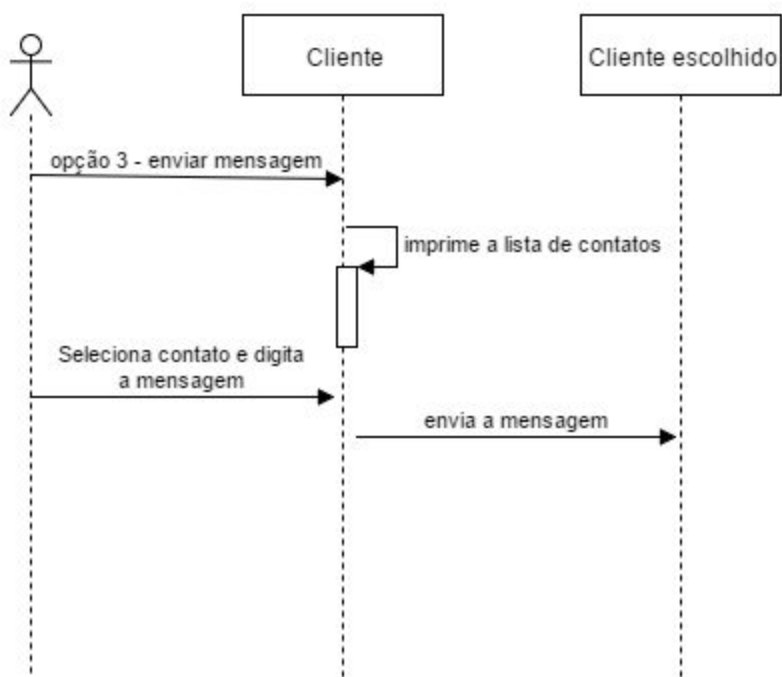 Cliente
Cliente escolhido
opção 3 - enviar mensagem
imprime a lista de contatos
Seleciona contato e digita
a mensagem
envia a mensagem